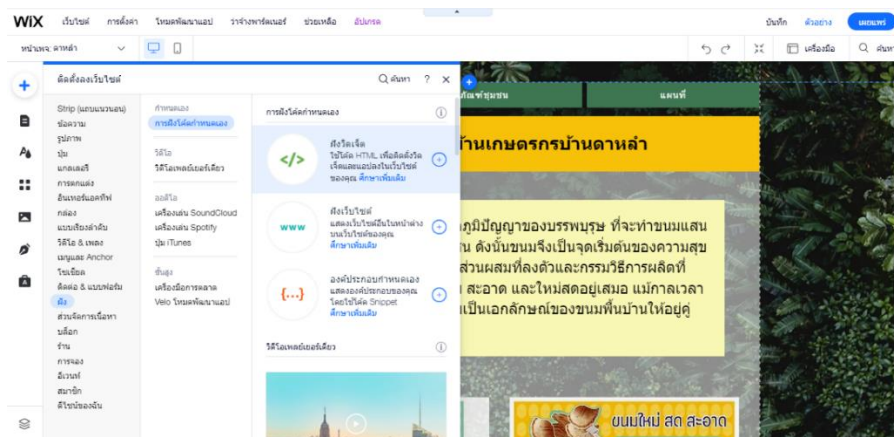 WiX เว็บไซต์ การตั้งค่า โหมดพัฒนาแอป ว่าจ้างพาร์ตเนอร์ ช่วยเหลือ อัปเกรด บันทึก ตัวอย่าง เผยแพร่
หน้าเพจ: ดาหล้า เครื่องมือ ค้นหา
ติดตั้งลงเว็บไซต์ ค้นหา ? ×
Strip (แถบแนวนอน)
ข้อความ
รูปภาพ
ปุ่ม
แกลเลอรี
การตกแต่ง
อินเทอร์แอคทีฟ
กล่อง
แบบเรียงลำดับ
วิดีโอ & เพลง
เมนูและ Anchor
โซเชียล
ติดต่อ & แบบฟอร์ม
ฝัง
ส่วนจัดการเนื้อหา
บล็อก
ร้าน
การจอง
อีเวนท์
สมาชิก
ดีไซน์ของฉัน
กำหนดเอง
การฝังโค้ดกำหนดเอง
วิดีโอ
วิดีโอเพลย์เยอร์เดี่ยว
ออดิโอ
เครื่องเล่น SoundCloud
เครื่องเล่น Spotify
ปุ่ม iTunes
ขั้นสูง
เครื่องมือการตลาด
Velo โหมดพัฒนาแอป
การฝังโค้ดกำหนดเอง
</>
ฝังวิดเจ็ต
ใช้โค้ด HTML เพื่อติดตั้งวิด
เจ็ตและแอปลงในเว็บไซต์
ของคุณ ศึกษาเพิ่มเติม
www
ฝังเว็บไซต์
แสดงเว็บไซต์อื่นในหน้าต่าง
บนเว็บไซต์ของคุณ
ศึกษาเพิ่มเติม
{...}
องค์ประกอบกำหนดเอง
แสดงองค์ประกอบของคุณ
โดยใช้โค้ด Snippet
ศึกษาเพิ่มเติม
วิดีโอเพลย์เยอร์เดี่ยว
ภัณฑ์ชุมชน แผนที่
บ้านเกษตรกรบ้านดาหลำ
ภูมิปัญญาของบรรพบุรุษ ที่จะทำขนมแสน
น ดังนั้นขนมจึงเป็นจุดเริ่มต้นของความสุข
ส่วนผสมที่ลงตัวและกรรมวิธีการผลิตที่
สะอาด และใหม่สดอยู่เสมอ แม้กาลเวลา
เป็นเอกลักษณ์ของขนมพื้นบ้านให้อยู่คู่
ขนมใหม่ สด สะอาด